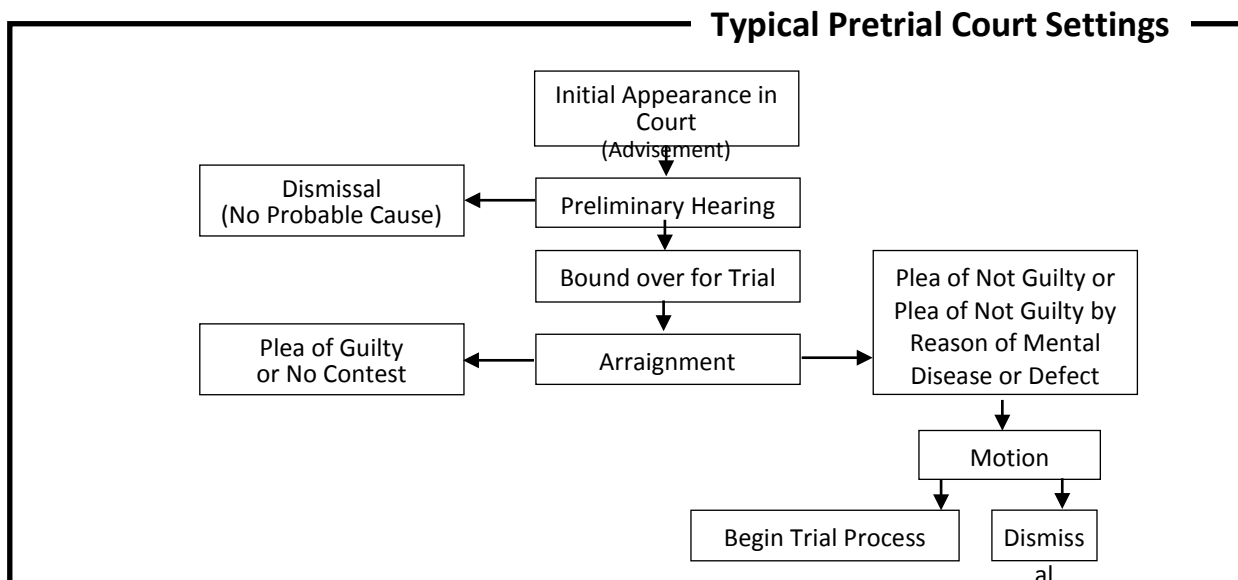 Typical Pretrial Court Settings
Initial Appearance in
Court
(Advisement)
Dismissal
(No Probable Cause)
Preliminary Hearing
Bound over for Trial
Plea of Guilty
or No Contest
Arraignment
Plea of Not Guilty or
Plea of Not Guilty by
Reason of Mental
Disease or Defect
Motion
Begin Trial Process
Dismiss
al